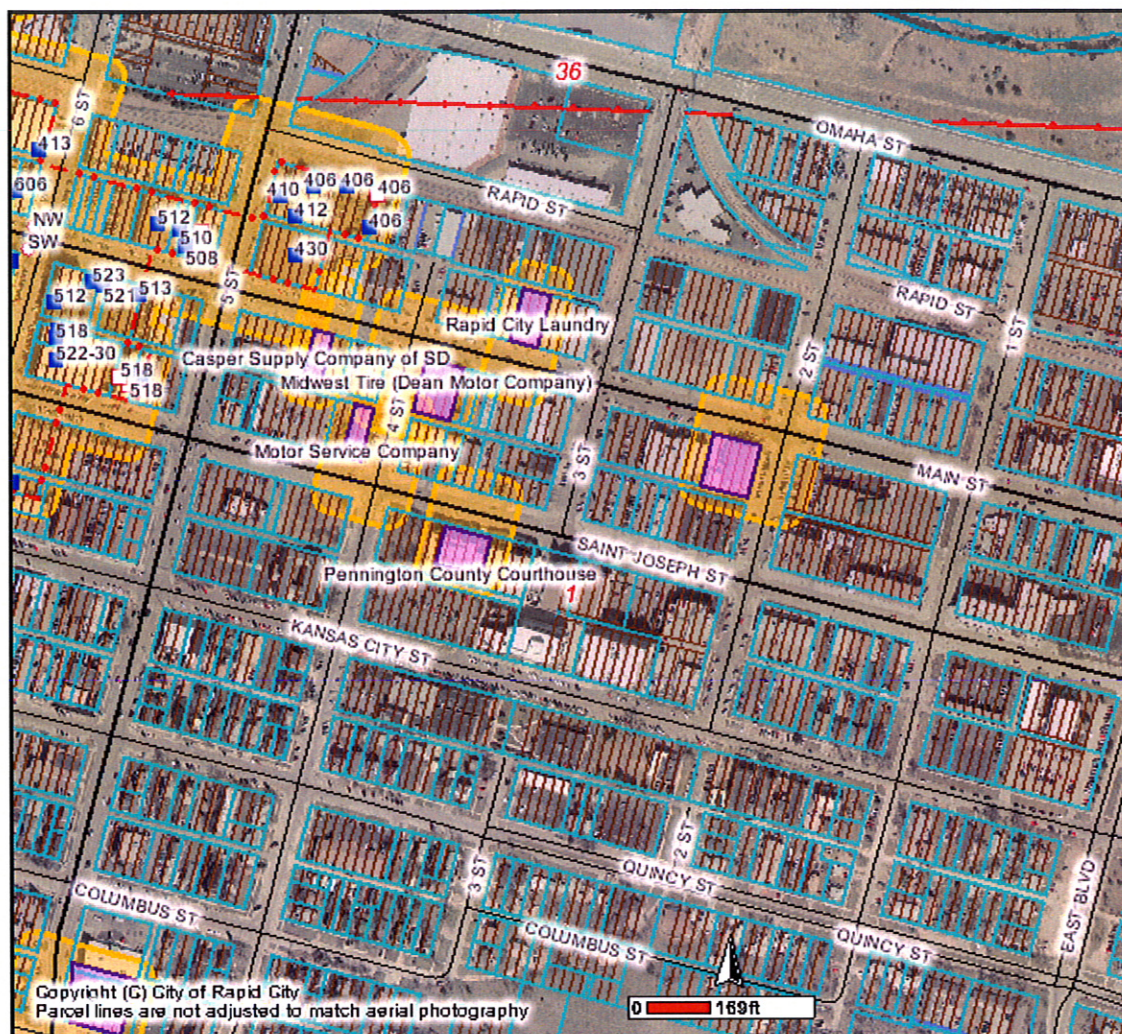 36
6 ST
OMAHA ST
413
606
410
406
406
406
RAPID ST
NW
512
412
406
SW
510
508
430
5 ST
523
512
521
513
RAPID ST
Rapid City Laundry
1 ST
518
Casper Supply Company of SD
2 ST
522-30
518
518
Midwest Tire (Dean Motor Company)
4 ST
Motor Service Company
3 ST
MAIN ST
SAINT JOSEPH ST
Pennington County Courthouse
1
KANSAS CITY ST
2 ST
3 ST
QUINCY ST
EAST BLVD
COLUMBUS ST
COLUMBUS ST
QUINCY ST
Copyright (C) City of Rapid City
Parcel lines are not adjusted to match aerial photography
0 169ft